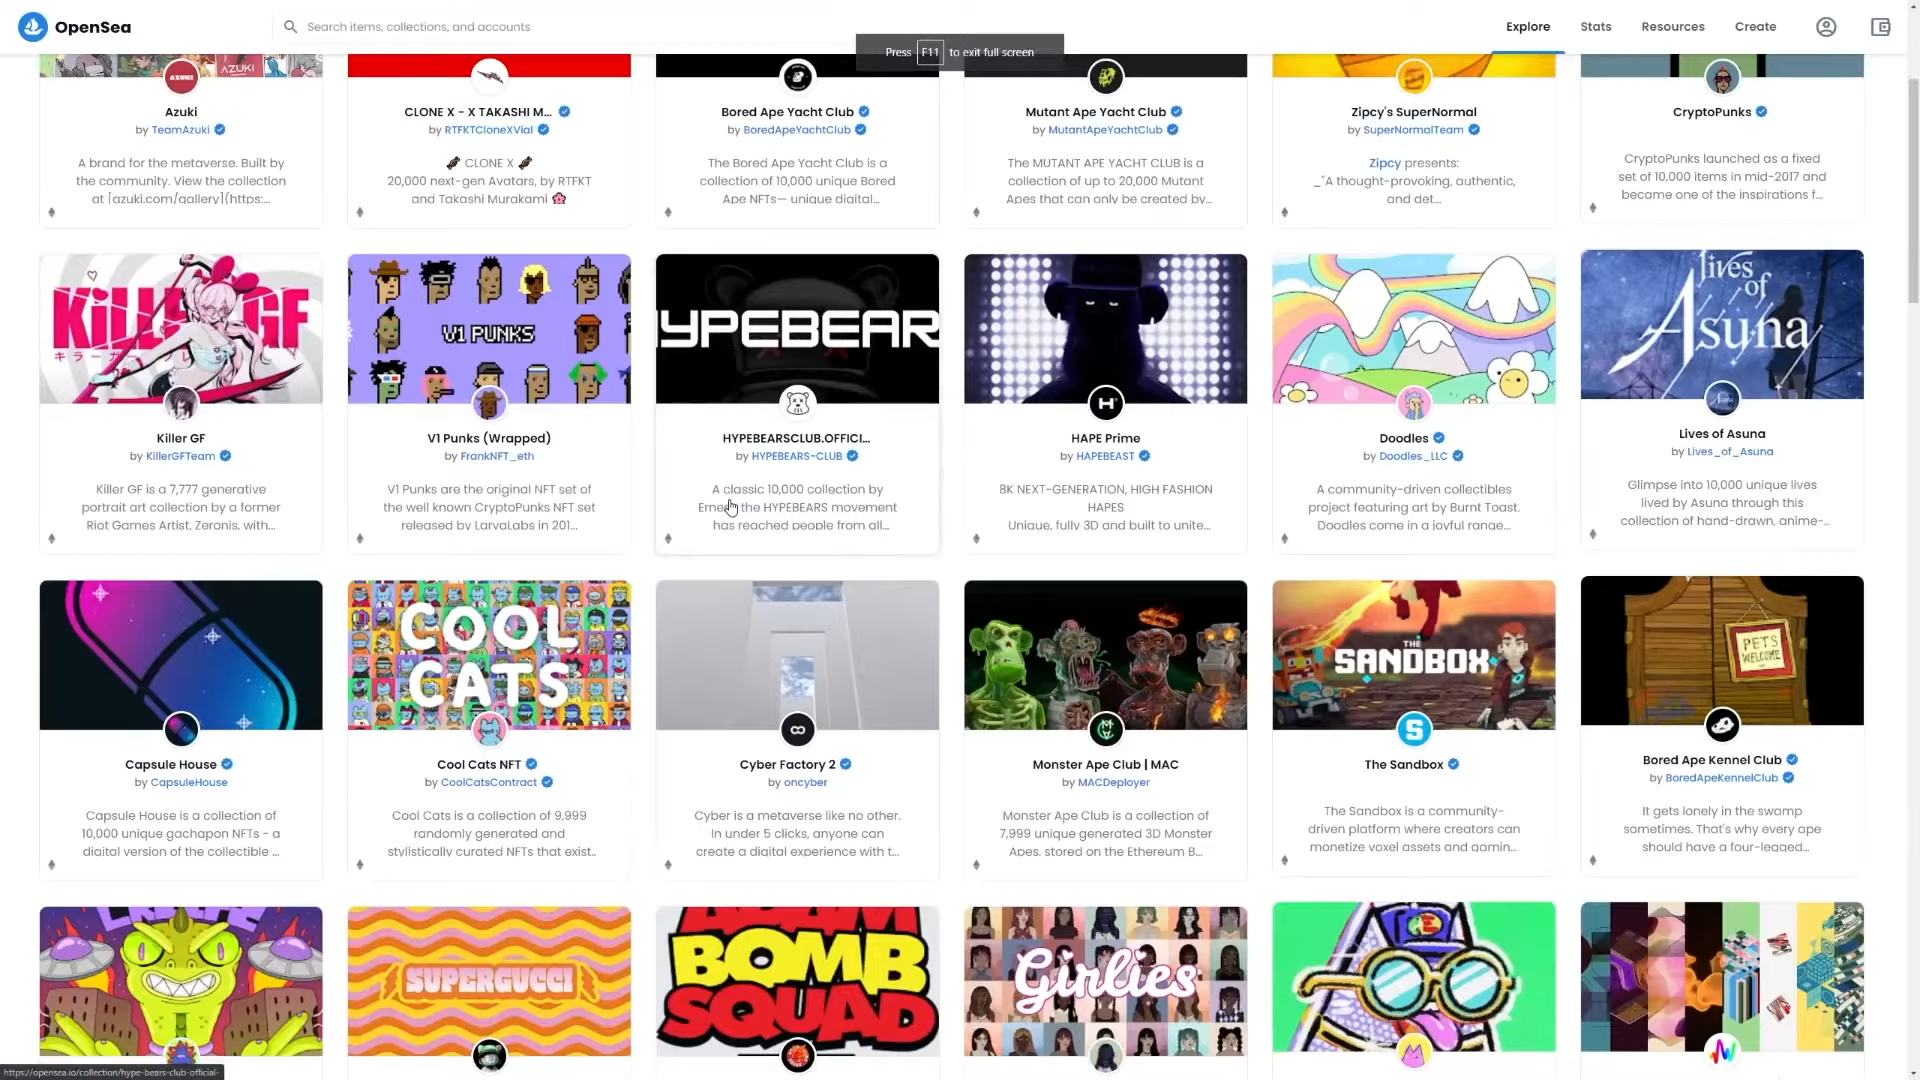 OpenSea
Search items, collections, and accounts
Explore
Stats
Resources
Create
Press F11 to exit full screen
AZUKI
AZUKI
Azuki
by TeamAzuki
A brand for the metaverse. Built by
the community. View the collection
at [azuki.com/gallery](https:...
CLONE X - X TAKASHI M...
by RTFKTCloneXVial
CLONE X
20,000 next-gen Avatars, by RTFKT
and Takashi Murakami
Bored Ape Yacht Club
by BoredApeYachtClub
The Bored Ape Yacht Club is a
collection of 10,000 unique Bored
Ape NFTs— unique digital...
Mutant Ape Yacht Club
by MutantApeYachtClub
The MUTANT APE YACHT CLUB is a
collection of up to 20,000 Mutant
Apes that can only be created by...
Zipcy's SuperNormal
by SuperNormalTeam
Zipcy presents:
_"A thought-provoking, authentic,
and det...
CryptoPunks
CryptoPunks launched as a fixed
set of 10,000 items in mid-2017 and
became one of the inspirations f...
KILLER GF
キラー
Killer GF
by KillerGFTeam
Killer GF is a 7,777 generative
portrait art collection by a former
Riot Games Artist, Zeronis, with...
V1 PUNKS
V1 Punks (Wrapped)
by FrankNFT_eth
V1 Punks are the original NFT set of
the well known CryptoPunks NFT set
released by LarvaLabs in 201...
YPEBEAR
HYPEBEARSCLUB.OFFICI...
by HYPEBEARS-CLUB
A classic 10,000 collection by
the HYPEBEARS movement
has reached people from all...
H
HAPE Prime
by HAPEBEAST
8K NEXT-GENERATION, HIGH FASHION
HAPES
Unique, fully 3D and built to unite...
Doodles
by Doodles_LLC
A community-driven collectibles
project featuring art by Burnt Toast.
Doodles come in a joyful range...
lives
of
Asuna
Lives of Asuna
by Lives_of_Asuna
Glimpse into 10,000 unique lives
lived by Asuna through this
collection of hand-drawn, anime-..
Capsule House
by CapsuleHouse
Capsule House is a collection of
10,000 unique gachapon NFTs - a
digital version of the collectible ...
COOL
CATS
Cool Cats NFT
by CoolCatsContract
Cool Cats is a collection of 9,999
randomly generated and
stylistically curated NFTs that exist..
Cyber Factory 2
by oncyber
Cyber is a metaverse like no other.
In under 5 clicks, anyone can
create a digital experience with t...
Monster Ape Club | MAC
by MACDeployer
Monster Ape Club is a collection of
7,999 unique generated 3D Monster
Apes, stored on the Ethereum B...
THE
SANDBOX
S
The Sandbox
The Sandbox is a community-
driven platform where creators can
monetize voxel assets and gamin...
PETS
WELCOME
Bored Ape Kennel Club
by BoredApeKennelClub
It gets lonely in the swamp
sometimes. That's why every ape
should have a four-legged...
SUPERGUCCI
ADAM
BOMB
SQUAD
Girlies
https://opensea.io/collection/hype-bears-club-official-